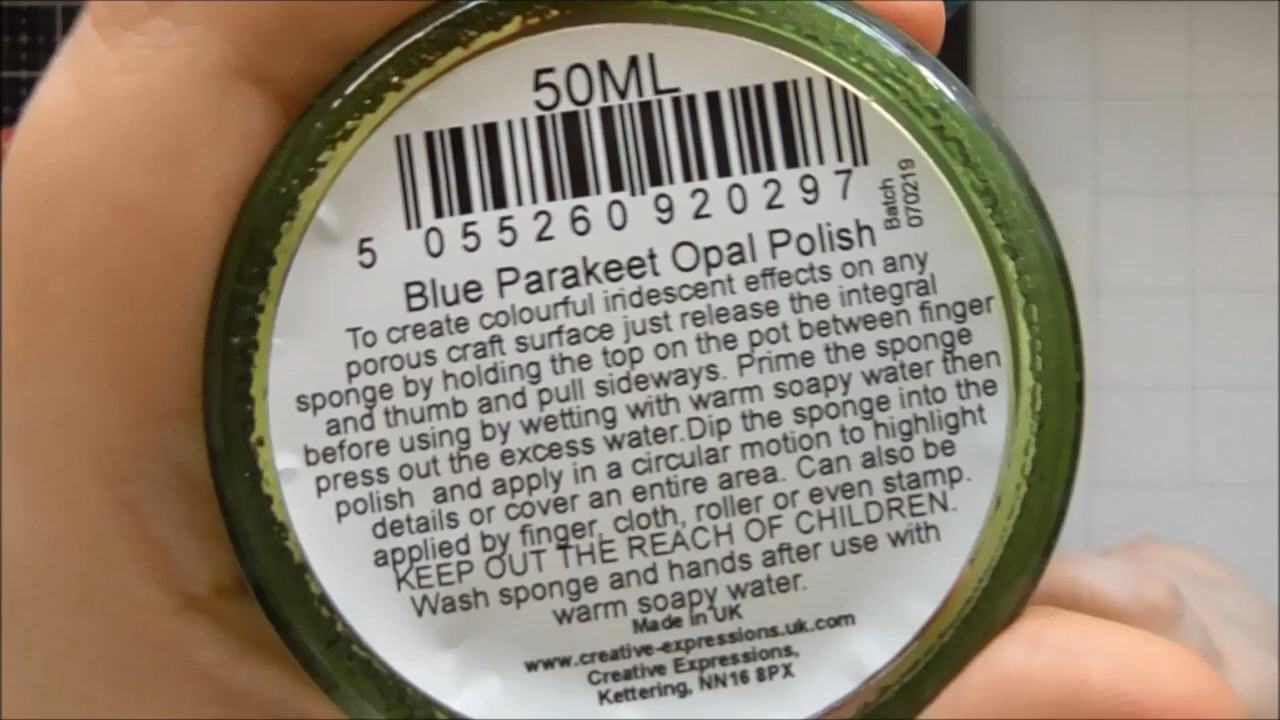 50ML
5 055260 920297
Batch
070219
Blue Parakeet Opal Polish
To create colourful iridescent effects on any
porous craft surface just release the integral
sponge by holding the top on the pot between finger
and thumb and pull sideways. Prime the sponge
before using by wetting with warm soapy water then
press out the excess water.Dip the sponge into the
polish and apply in a circular motion to highlight
details or cover an entire area. Can also be
applied by finger, cloth, roller or even stamp.
KEEP OUT THE REACH OF CHILDREN.
Wash sponge and hands after use with
warm soapy water.
Made in UK
www.creative-expressions.uk.com
Creative Expressions,
Kettering, NN16 8PX